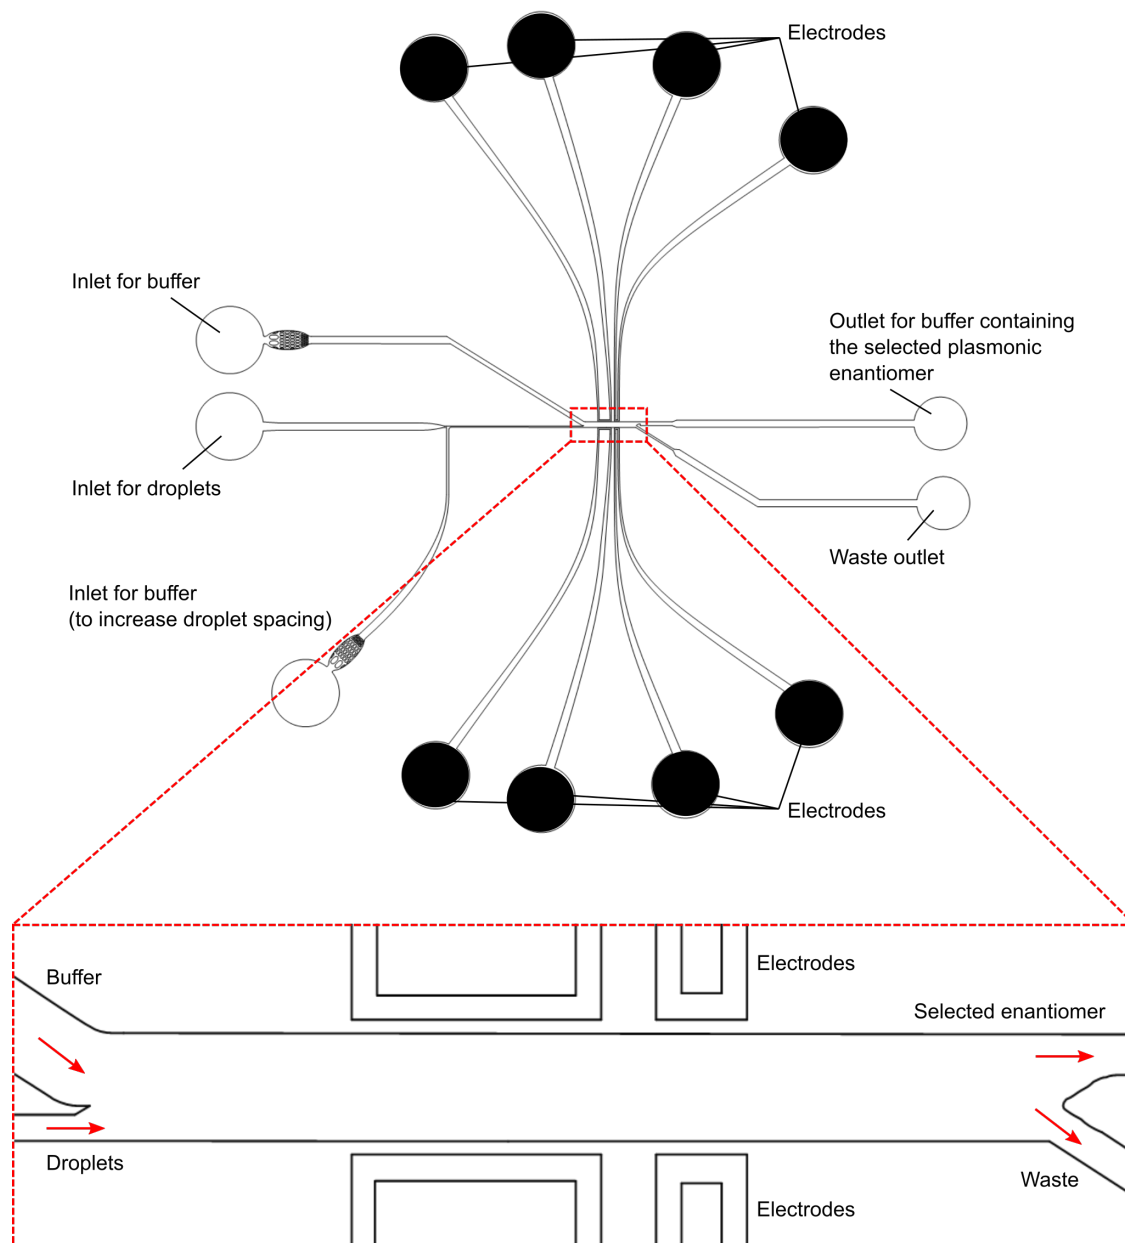 Electrodes
Inlet for buffer
Outlet for buffer containing
the selected plasmonic
enantiomer
Inlet for droplets
Waste outlet
Inlet for buffer
(to increase droplet spacing)
Electrodes
Buffer
Electrodes
Selected enantiomer
Droplets
Waste
Electrodes